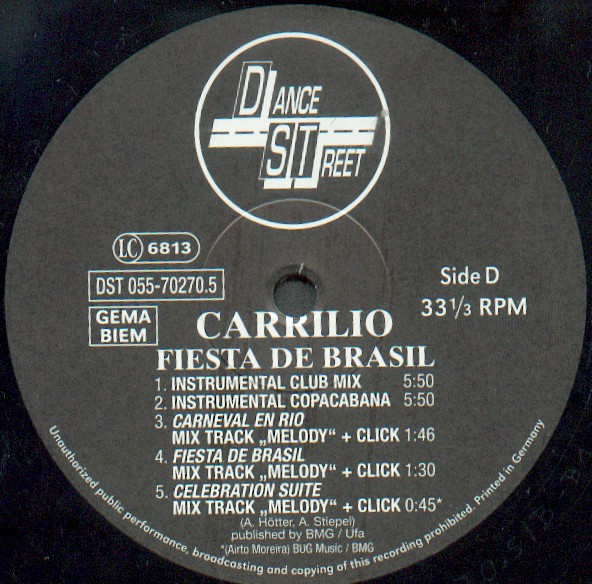 DANCE
STREET
LC 6813
DST 055-70270.5
GEMA
BIEM
Side D
33 1/3 RPM
CARRILIO
FIESTA DE BRASIL
1. INSTRUMENTAL CLUB MIX 5:50
2. INSTRUMENTAL COPACABANA 5:50
3. CARNEVAL EN RIO
MIX TRACK „MELODY“ + CLICK 1:46
4. FIESTA DE BRASIL
MIX TRACK „MELODY“ + CLICK 1:30
5. CELEBRATION SUITE
MIX TRACK „MELODY“ + CLICK 0:45*
(A. Hötter, A. Stiepel)
published by BMG / Ufa
*(Airto Moreira) BUG Music / BMG
Unauthorized public performance, broadcasting and copying of this recording prohibited. Printed in Germany